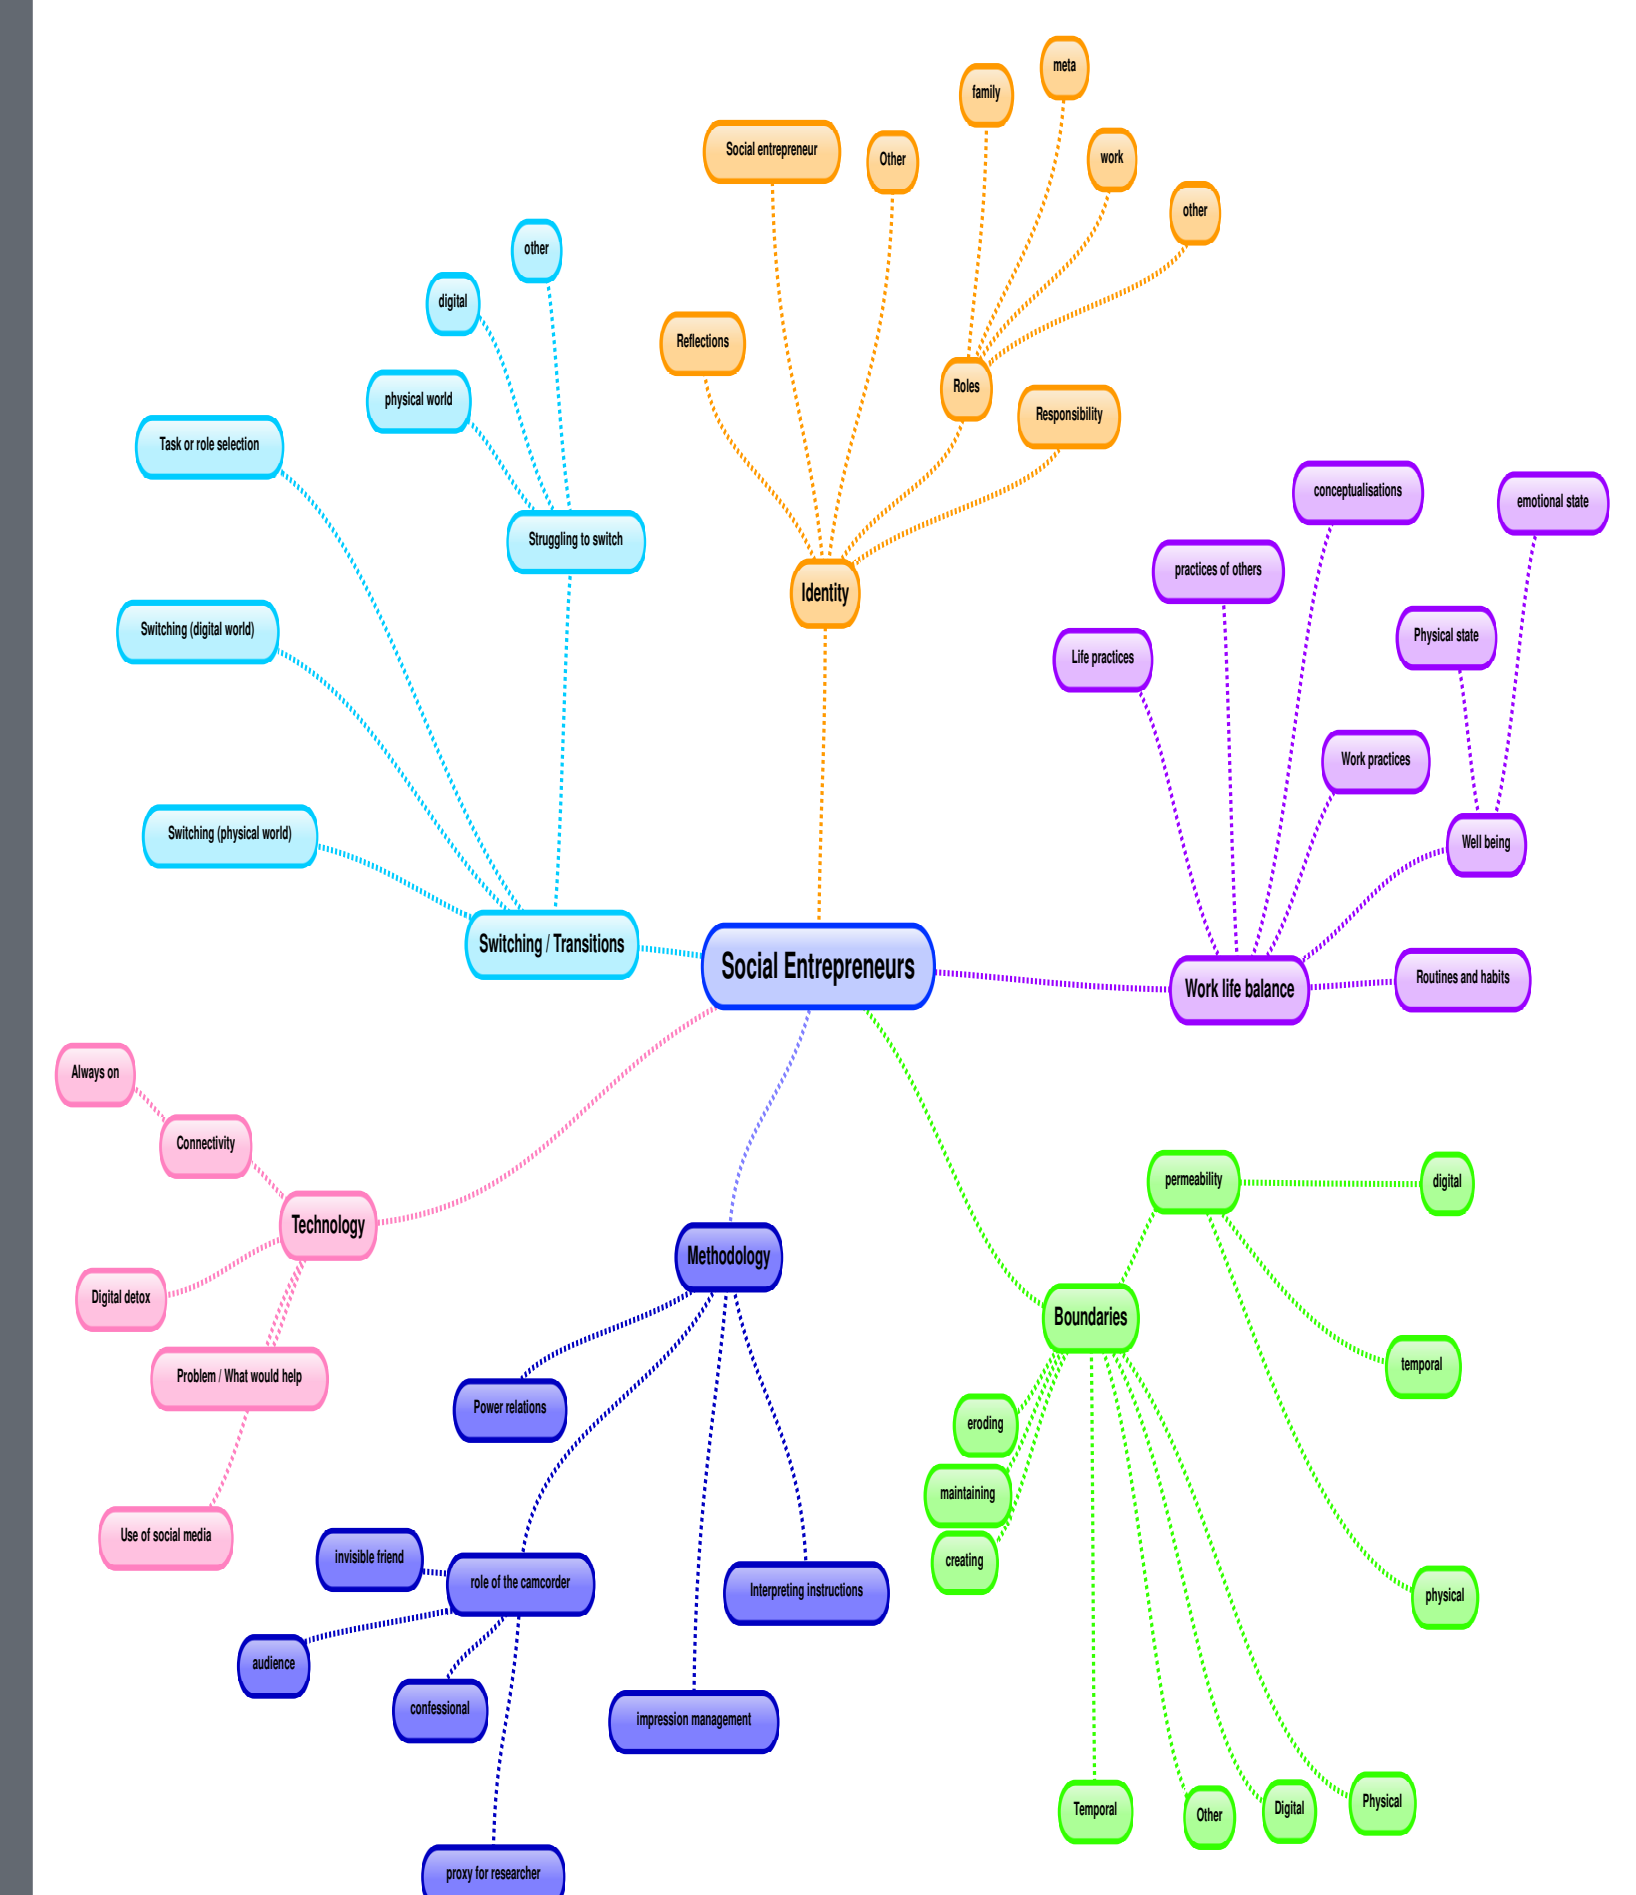 meta
family
work
Social entrepreneur
Other
other
other
digital
Reflections
Roles
physical world
Responsibility
Task or role selection
Struggling to switch
conceptualisations
emotional state
practices of others
Identity
Switching (digital world)
Physical state
Life practices
Work practices
Switching (physical world)
Well being
Switching / Transitions
Social Entrepreneurs
Routines and habits
Work life balance
Always on
Connectivity
permeability
digital
Technology
Methodology
Digital detox
Boundaries
temporal
Problem / What would help
Power relations
eroding
maintaining
Use of social media
invisible friend
creating
role of the camcorder
Interpreting instructions
physical
audience
confessional
impression management
Temporal
Other
Digital
Physical
proxy for researcher